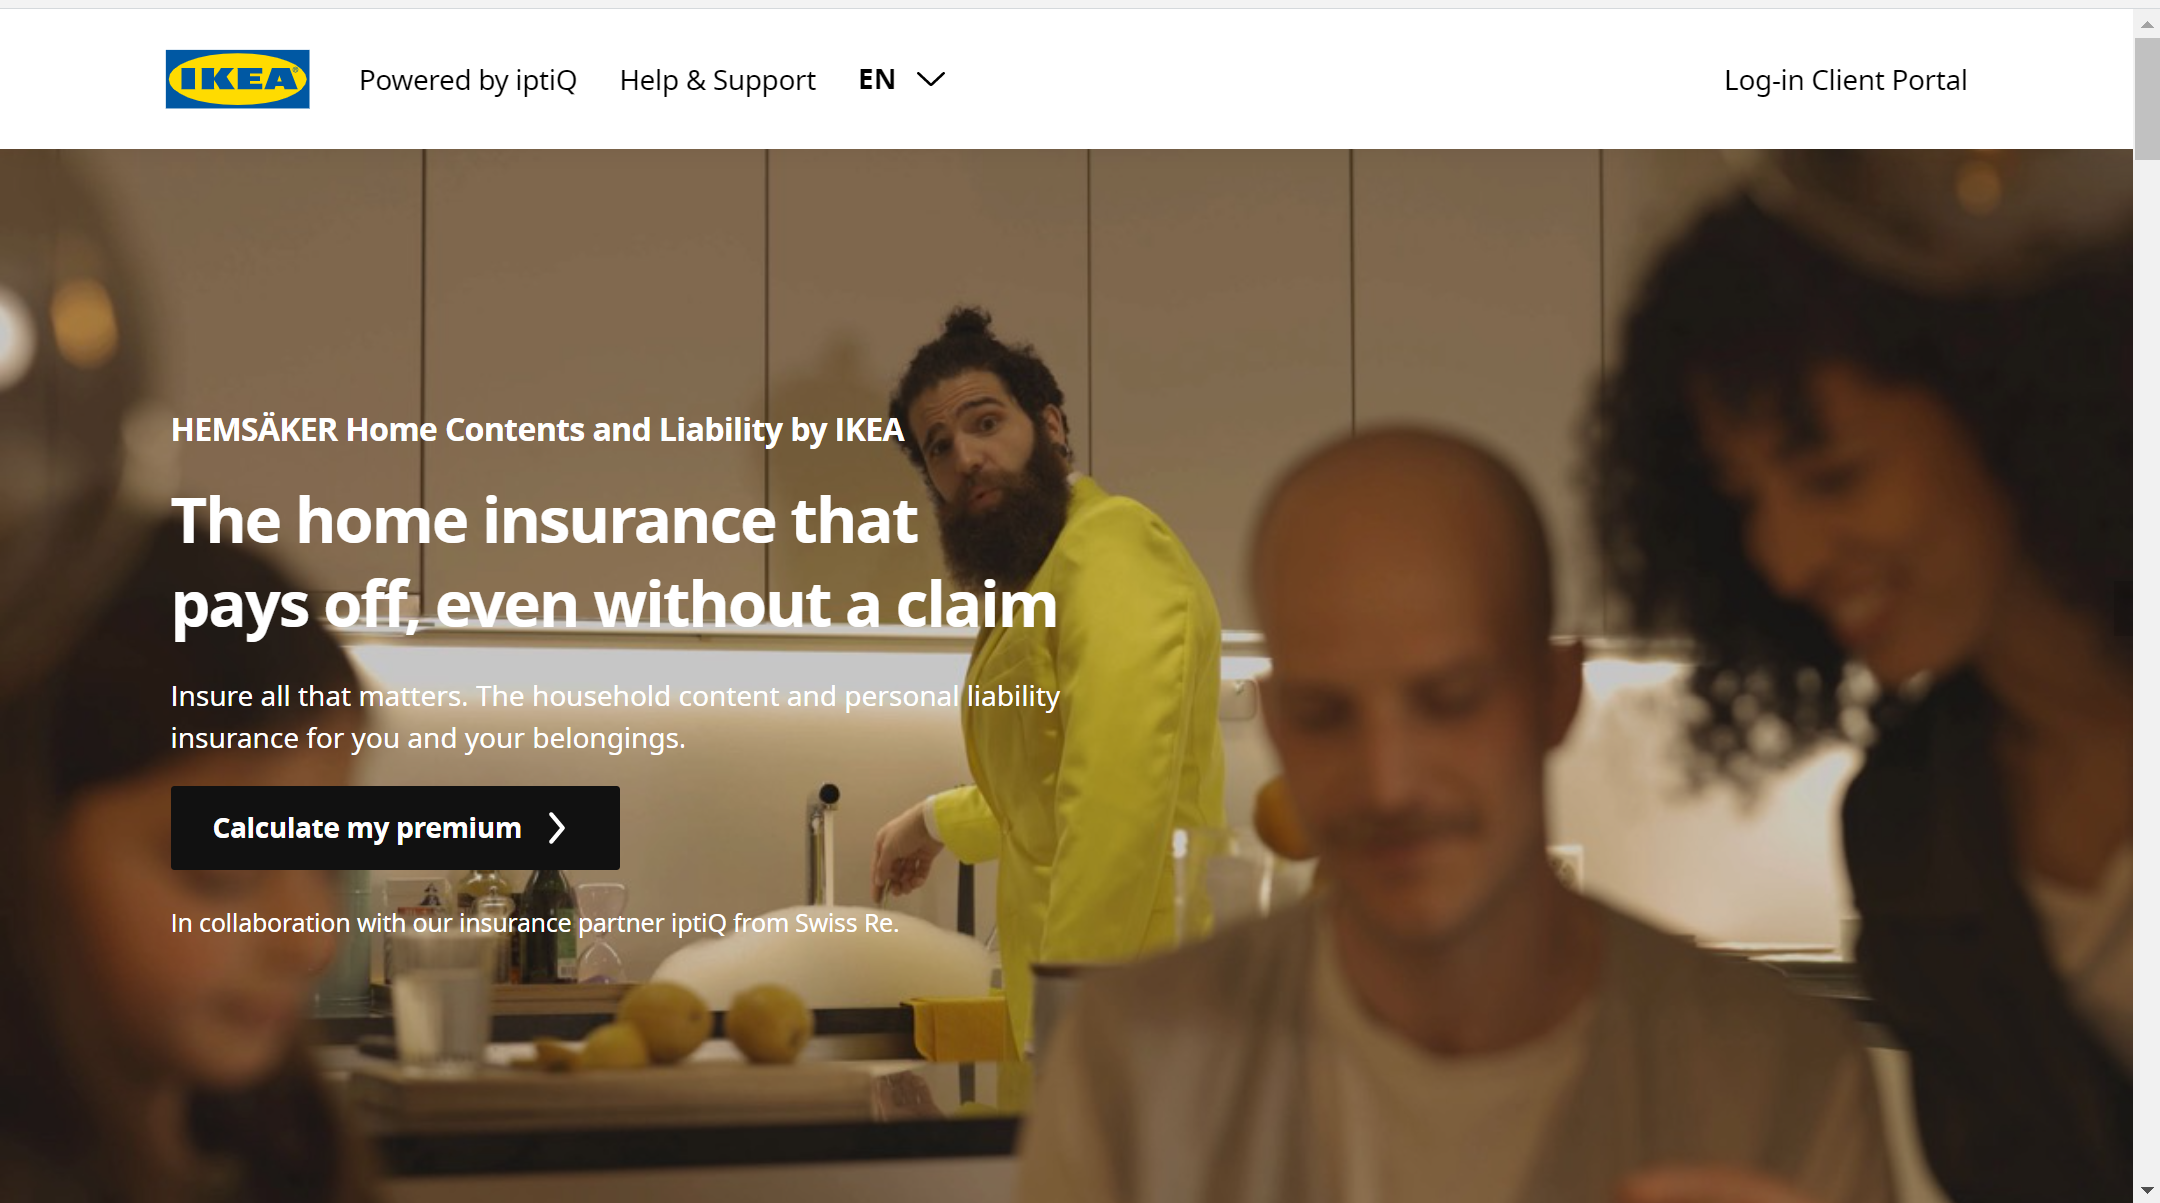 IKEA
Powered by iptiQ
Help & Support
EN
Log-in Client Portal
HEMSÄKER Home Contents and Liability by IKEA
The home insurance that
pays off, even without a claim
Insure all that matters. The household content and personal liability
insurance for you and your belongings.
Calculate my premium
In collaboration with our insurance partner iptiQ from Swiss Re.